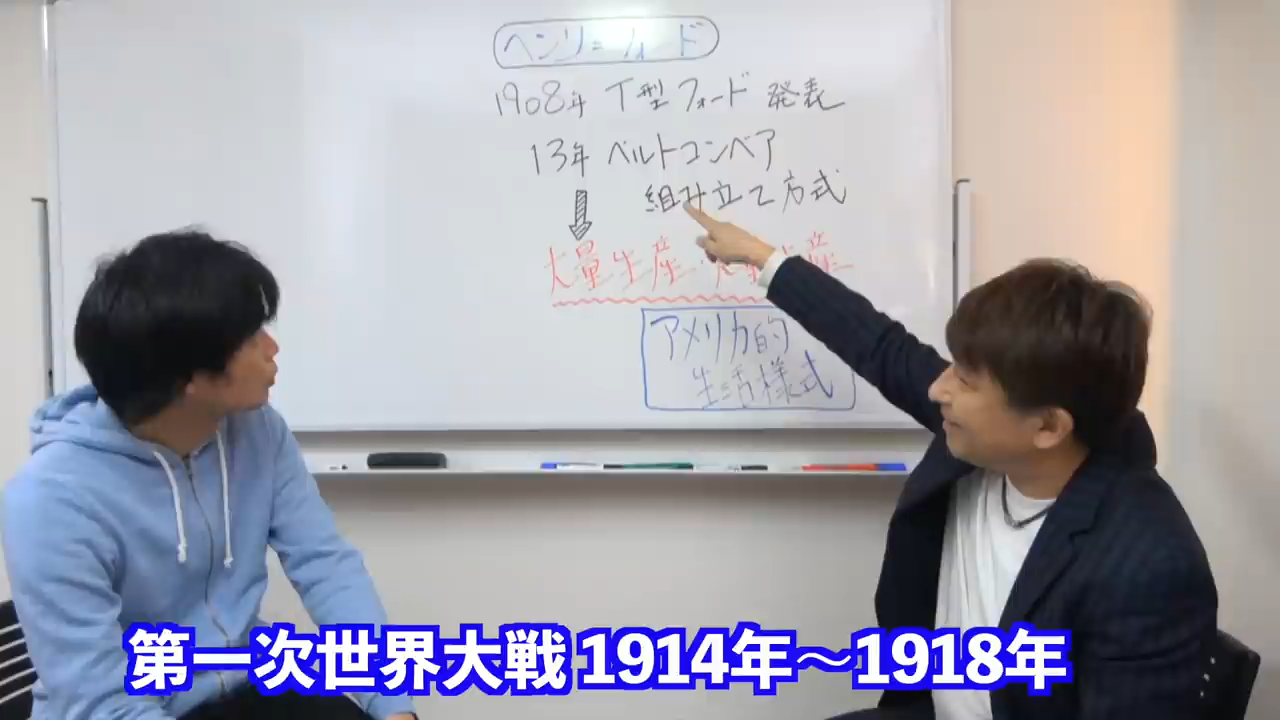 ヘンリ=フォード
1908年 T型フォード 発表
13年 ベルトコンベア
組み立て方式
大量生産・大量 産
アメリカ的
生活様式
第一次世界大戦 1914年～1918年